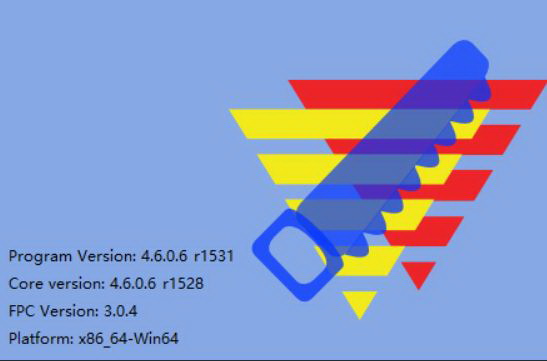 Program Version: 4.6.0.6 r1531
Core version: 4.6.0.6 r1528
FPC Version: 3.0.4
Platform: x86_64-Win64